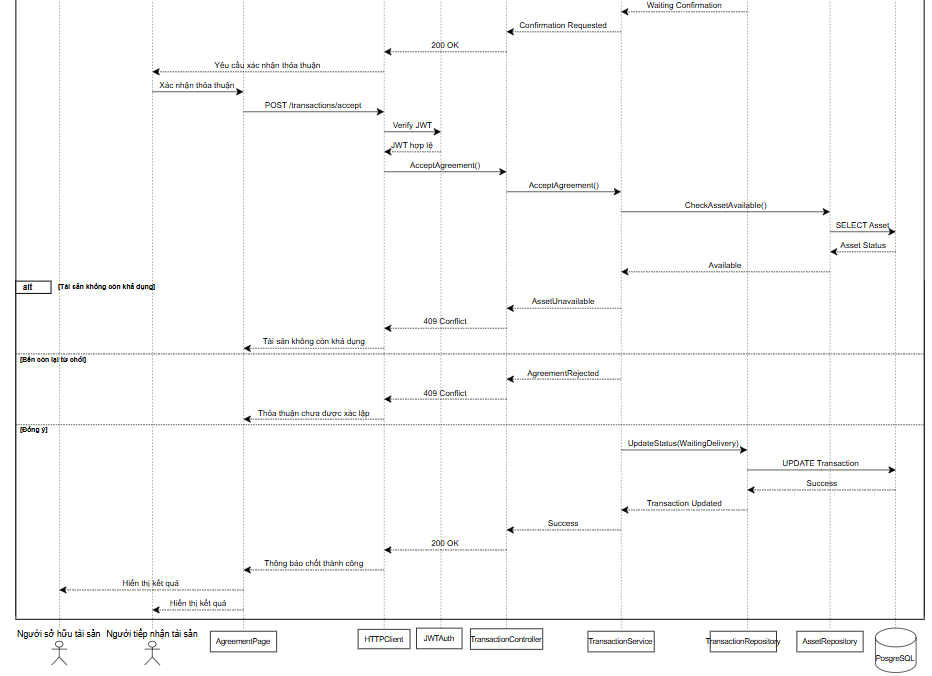 Waiting Confirmation
Confirmation Requested
200 OK
Yêu cầu xác nhận thỏa thuận
Xác nhận thỏa thuận
POST /transactions/accept
Verify JWT
JWT hợp lệ
AcceptAgreement()
AcceptAgreement()
CheckAssetAvailable()
SELECT Asset
Asset Status
Available
alt [Tài sản không còn khả dụng]
AssetUnavailable
409 Conflict
Tài sản không còn khả dụng
[Bên còn lại từ chối]
AgreementRejected
409 Conflict
Thỏa thuận chưa được xác lập
[Đồng ý]
UpdateStatus(WaitingDelivery)
UPDATE Transaction
Success
Transaction Updated
Success
200 OK
Thông báo chốt thành công
Hiển thị kết quả
Hiển thị kết quả
Người sở hữu tài sản Người tiếp nhận tài sản AgreementPage HTTPClient JWTAuth TransactionController TransactionService TransactionRepository AssetRepository PosgreSQL